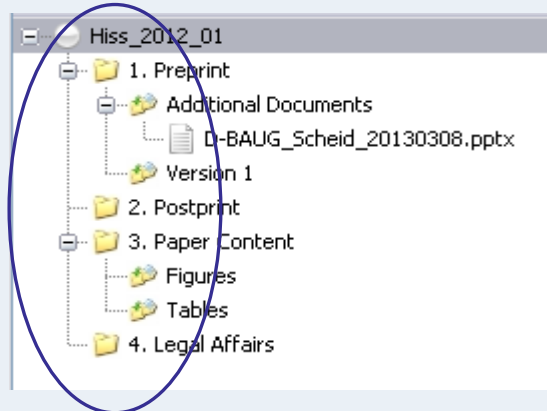 Hiss_2012_01
1. Preprint
Additional Documents
D-BAUG_Scheid_20130308.pptx
Version 1
2. Postprint
3. Paper Content
Figures
Tables
4. Legal Affairs